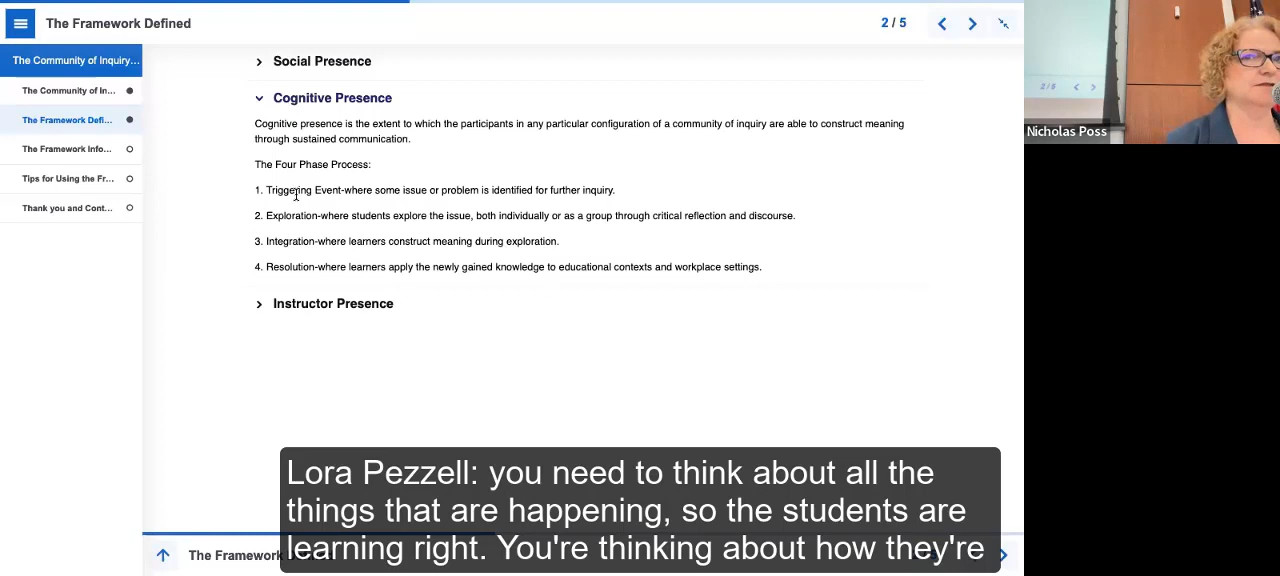 The Framework Defined
2 / 5
The Community of Inquiry...
The Community of In...
The Framework Defi...
The Framework Info...
Tips for Using the Fr...
Thank you and Cont...
Social Presence
Cognitive Presence
Cognitive presence is the extent to which the participants in any particular configuration of a community of inquiry are able to construct meaning
through sustained communication.
The Four Phase Process:
1. Triggering Event-where some issue or problem is identified for further inquiry.
2. Exploration-where students explore the issue, both individually or as a group through critical reflection and discourse.
3. Integration-where learners construct meaning during exploration.
4. Resolution-where learners apply the newly gained knowledge to educational contexts and workplace settings.
Instructor Presence
The Framework
Lora Pezzell: you need to think about all the
things that are happening, so the students are
learning right. You're thinking about how they're
2/5
Nicholas Poss